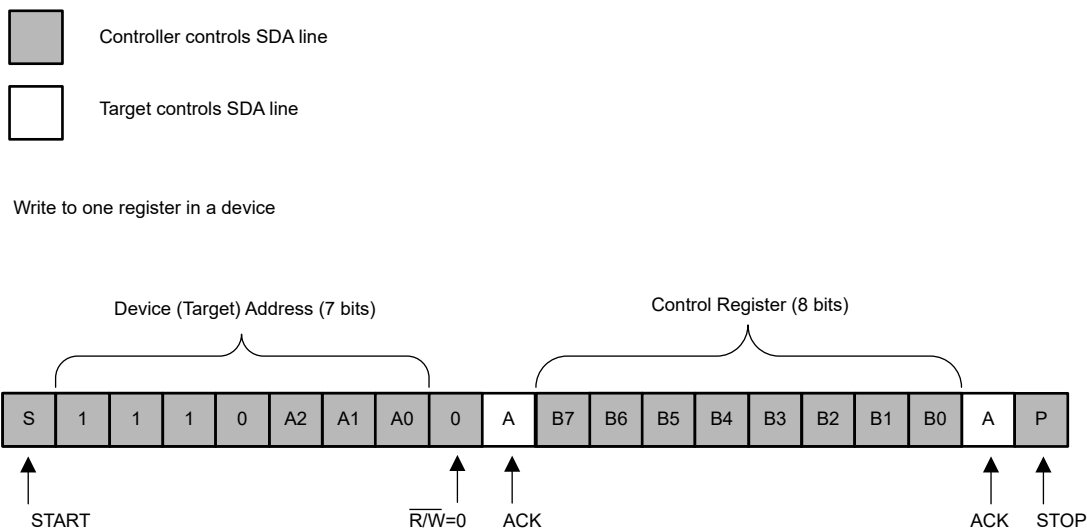 Controller controls SDA line
Target controls SDA line
Write to one register in a device
Device (Target) Address (7 bits)
Control Register (8 bits)
S 1 1 1 0 A2 A1 A0 0 A B7 B6 B5 B4 B3 B2 B1 B0 A P
START R/W=0 ACK ACK STOP